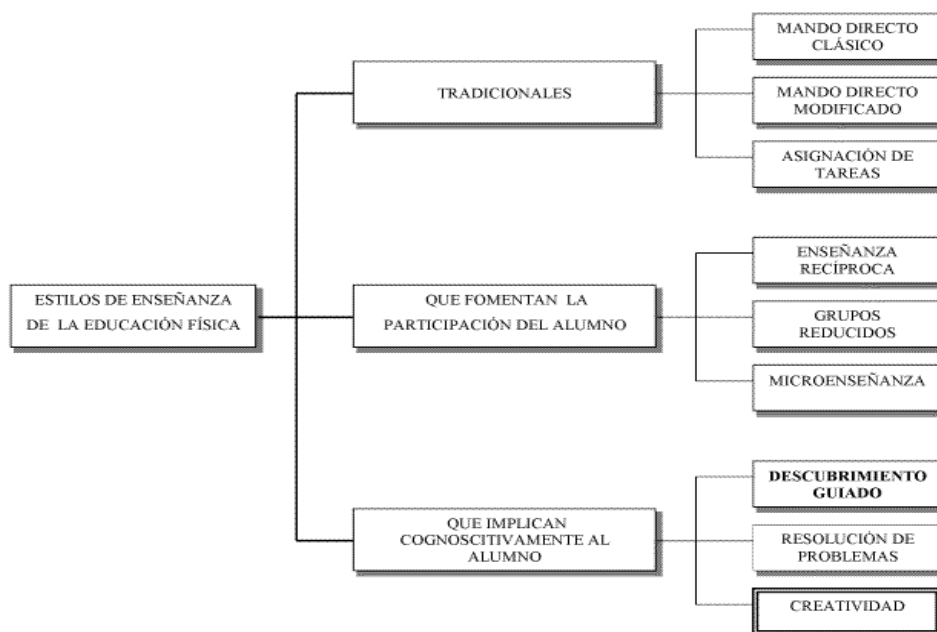 ESTILOS DE ENSEÑANZA
DE LA EDUCACIÓN FÍSICA
TRADICIONALES
MANDO DIRECTO
CLÁSICO
MANDO DIRECTO
MODIFICADO
ASIGNACIÓN DE
TAREAS
QUE FOMENTAN LA
PARTICIPACIÓN DEL ALUMNO
ENSEÑANZA
RECÍPROCA
GRUPOS
REDUCIDOS
MICROENSEÑANZA
QUE IMPLICAN
COGNOSCITIVAMENTE AL
ALUMNO
DESCUBRIMIENTO
GUIADO
RESOLUCIÓN DE
PROBLEMAS
CREATIVIDAD